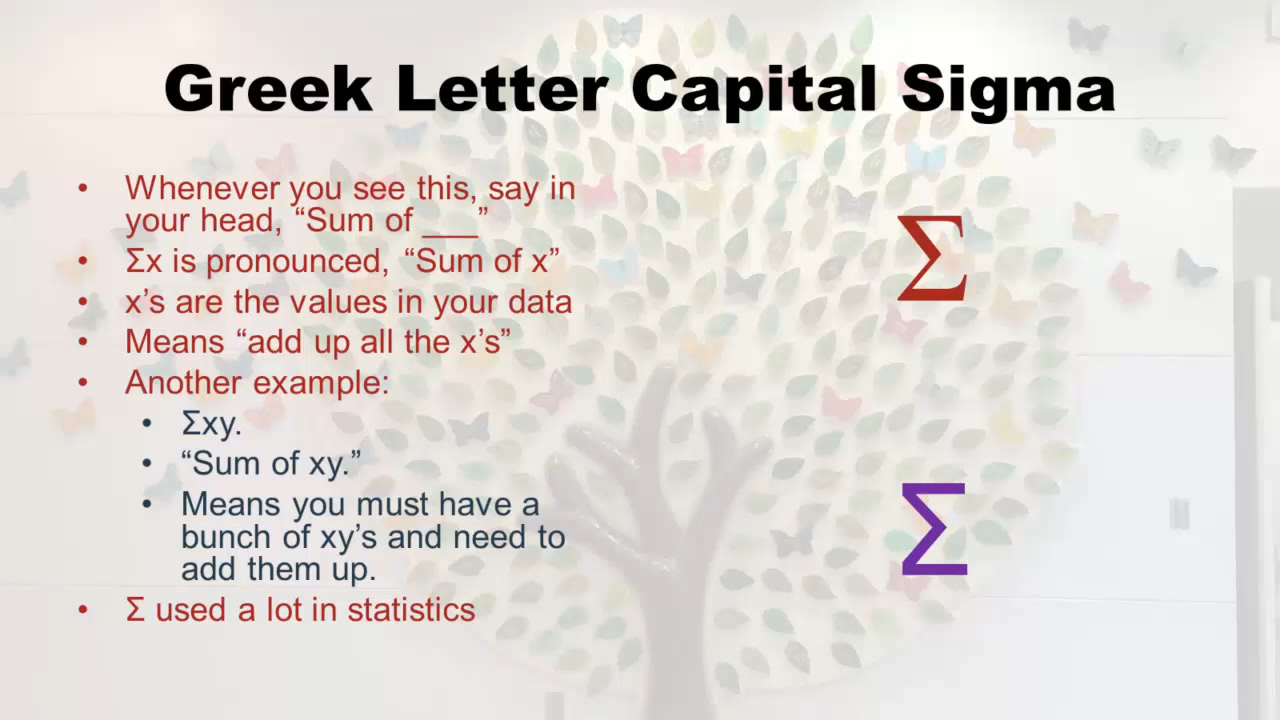 Greek Letter Capital Sigma
• Whenever you see this, say in
your head, “Sum of ___”
• Σx is pronounced, “Sum of x”
• x’s are the values in your data
• Means “add up all the x’s”
• Another example:
• Σxy.
• “Sum of xy.”
• Means you must have a
bunch of xy’s and need to
add them up.
• Σ used a lot in statistics
Σ
Σ